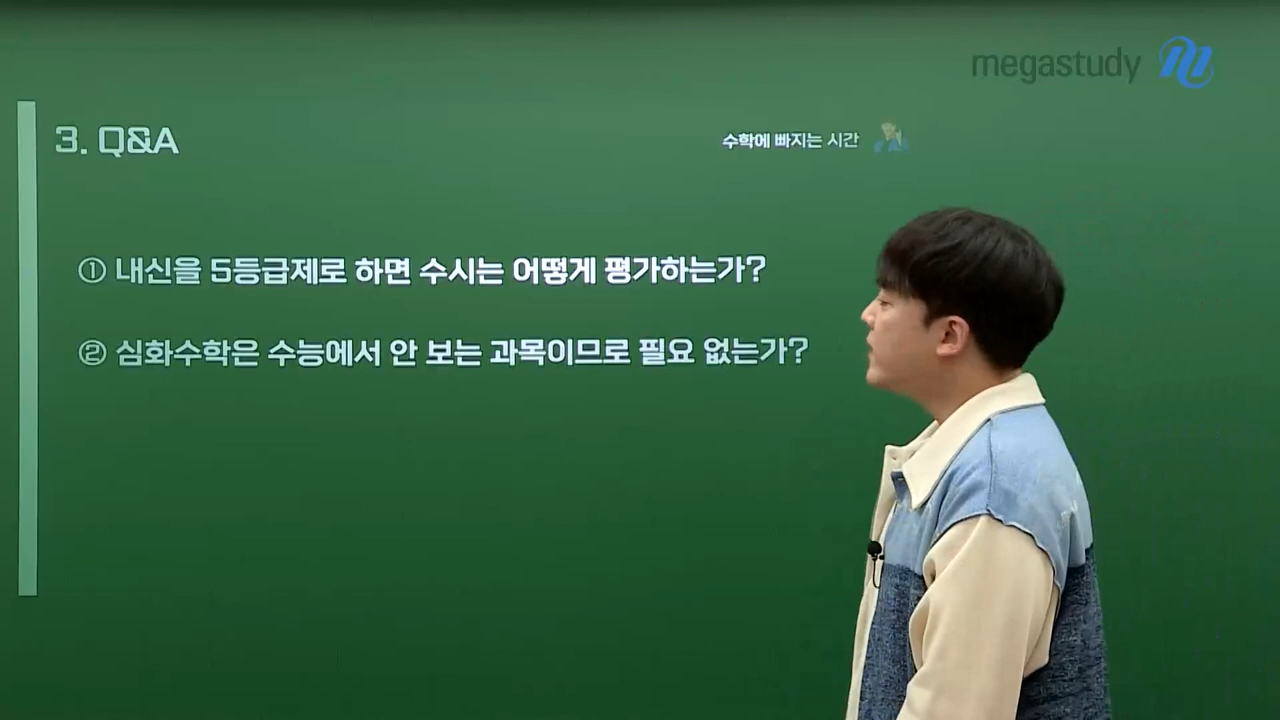 megastudy
3. Q&A
수학에 빠지는 시간
① 내신을 5등급제로 하면 수시는 어떻게 평가하는가?
② 심화수학은 수능에서 안 보는 과목이므로 필요 없는가?